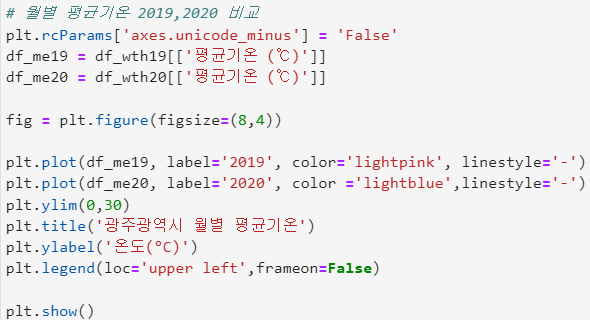 # 월별 평균기온 2019,2020 비교
plt.rcParams['axes.unicode_minus'] = 'False'
df_me19 = df_wth19[['평균기온 (℃)']]
df_me20 = df_wth20[['평균기온 (℃)']]
fig = plt.figure(figsize=(8,4))
plt.plot(df_me19, label='2019', color='lightpink', linestyle='-')
plt.plot(df_me20, label='2020', color ='lightblue',linestyle='-')
plt.ylim(0,30)
plt.title('광주광역시 월별 평균기온')
plt.ylabel('온도(°C)')
plt.legend(loc='upper left',frameon=False)
plt.show()